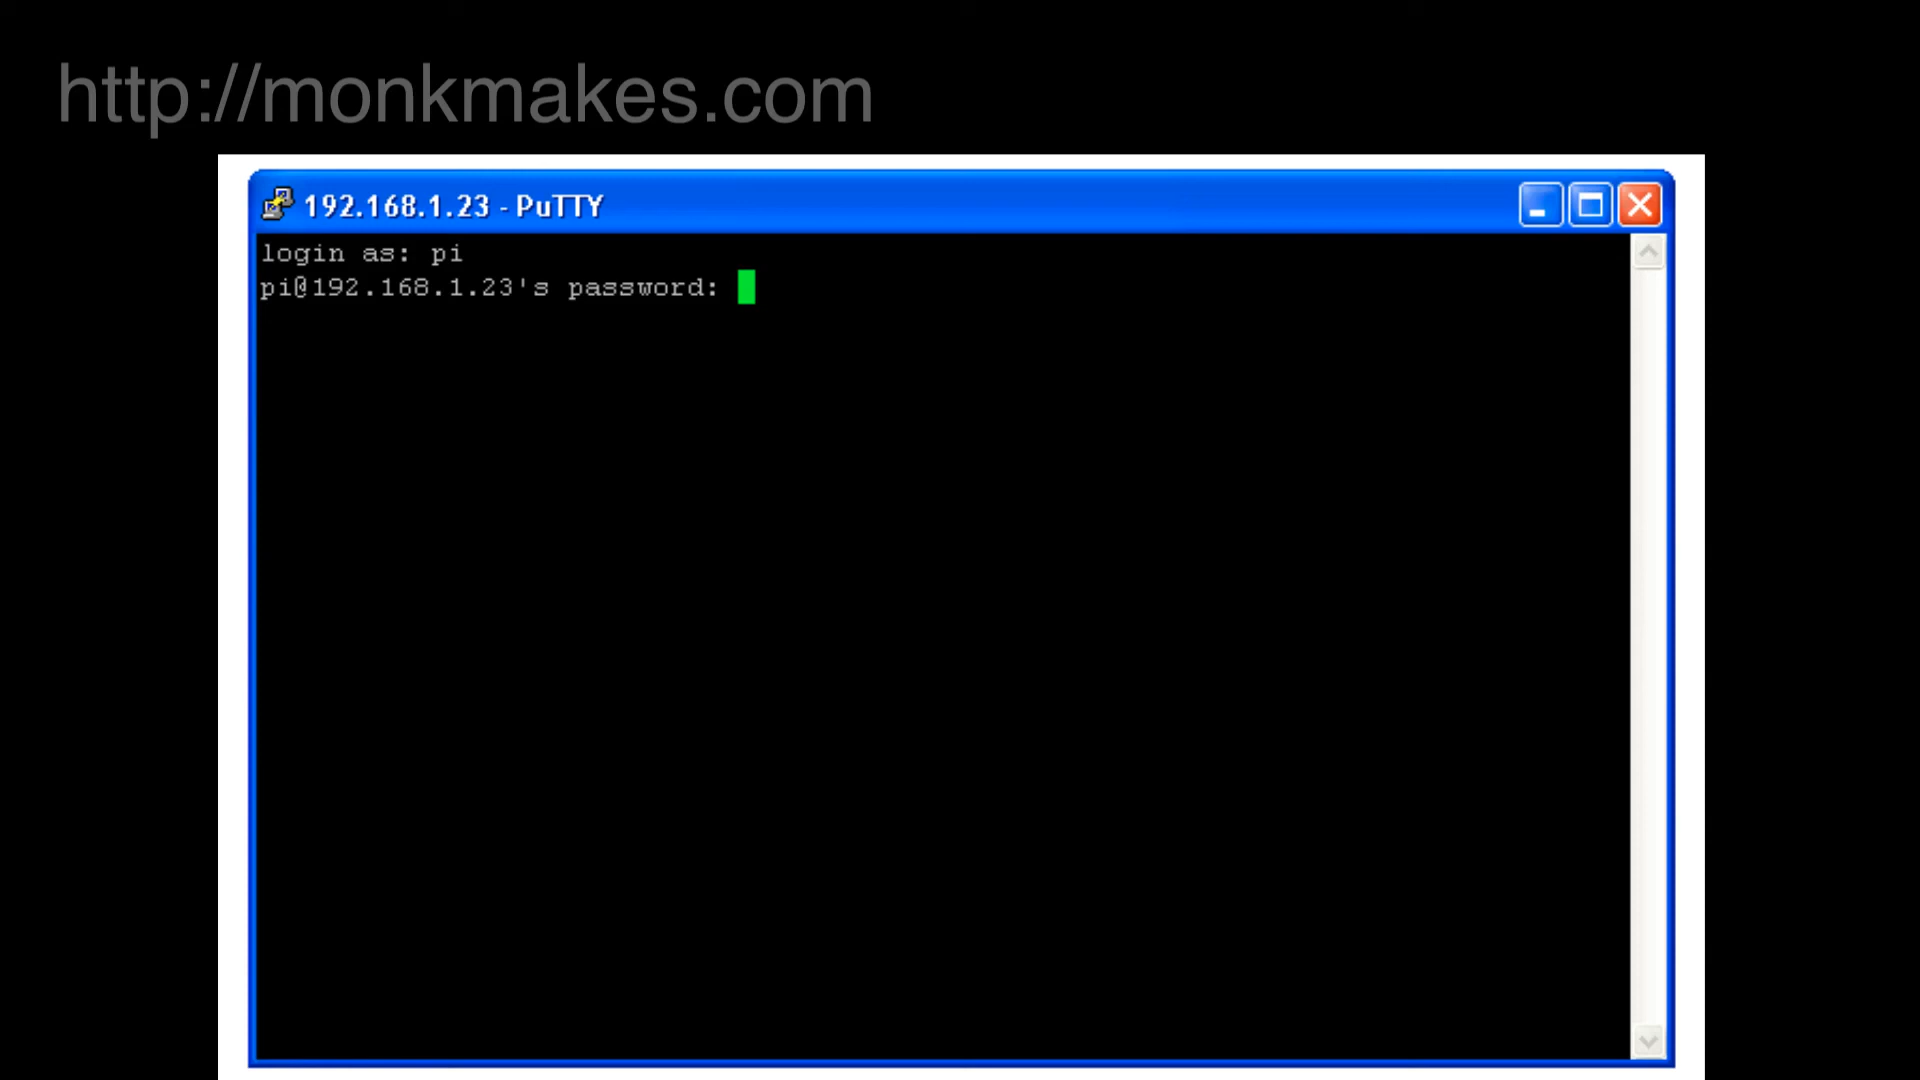 http://monkmakes.com
192.168.1.23 - PuTTY
login as: pi
pi@192.168.1.23's password: